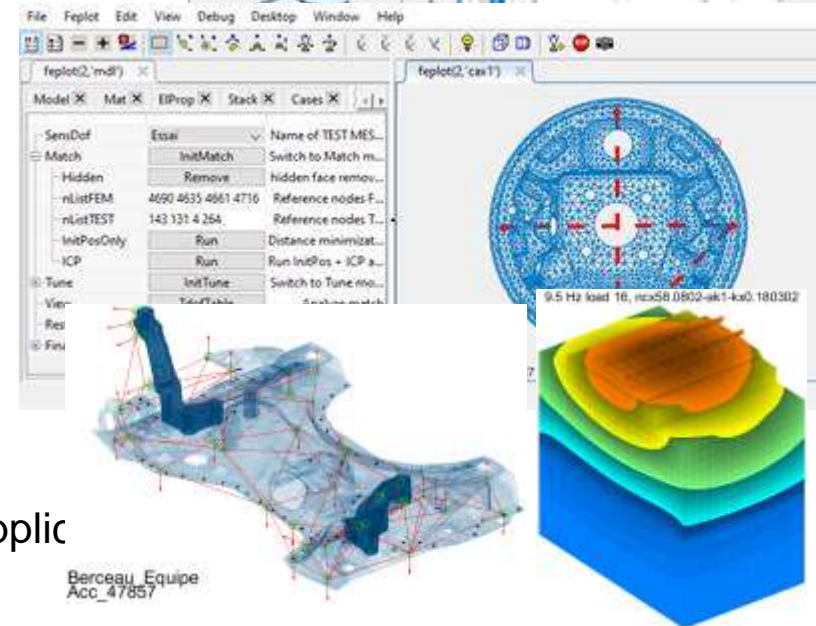 File Feplot Edit View Debug Desktop Window Help
feplot(2,'mdl')
feplot(2,'cax1')
Model Mat ElProp Stack Cases
SensDof Essai Name of TEST MES...
Match InitMatch Switch to Match m...
Hidden Remove hidden face remov...
nListFEM 4690 4635 4661 4716 Reference nodes F...
nListTEST 143 131 4 264 Reference nodes T...
InitPosOnly Run Distance minimizat...
ICP Run Run InitPos + ICP a...
Tune InitTune Switch to Tune mo...
9.5 Hz load 16, ncx58.0802-ak1-kx0.180302
Berceau_Equipe
Acc_47857